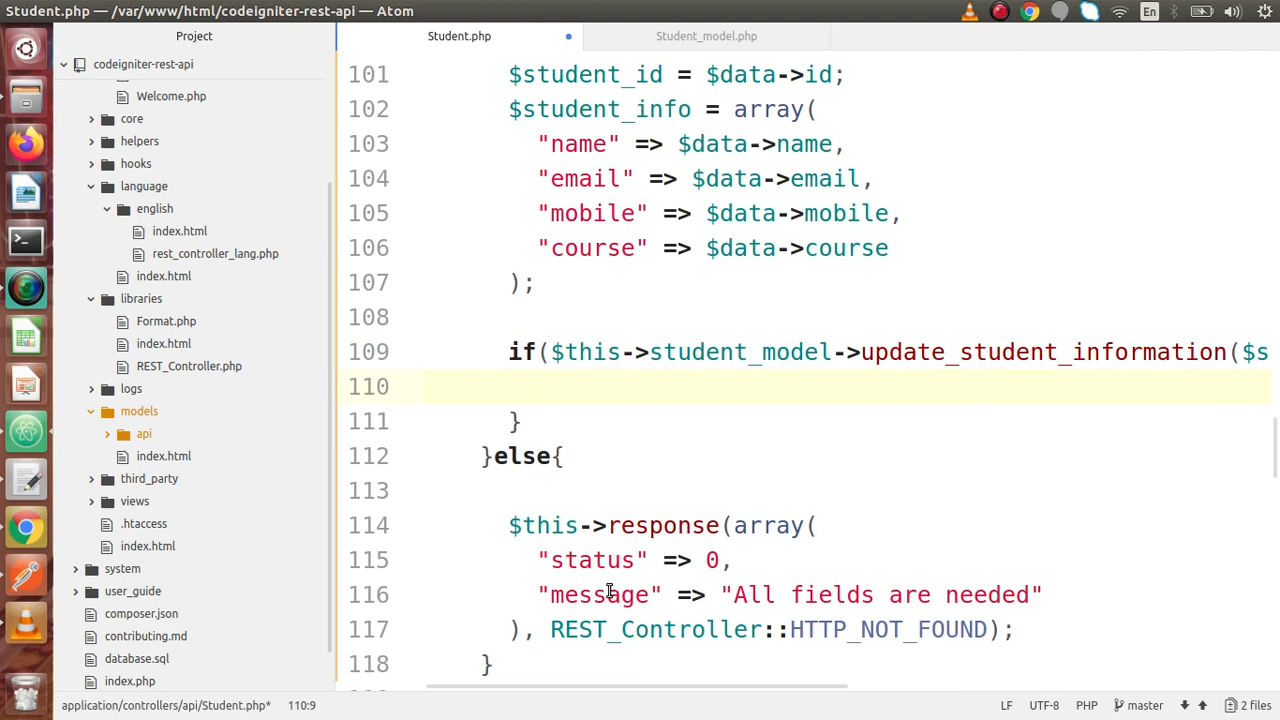 Student.php — /var/www/html/codeigniter-rest-api — Atom
En
Project
Student.php
Student_model.php
codeigniter-rest-api
Welcome.php
core
helpers
hooks
language
english
index.html
rest_controller_lang.php
index.html
libraries
Format.php
index.html
REST_Controller.php
logs
models
api
index.html
third_party
views
.htaccess
index.html
system
user_guide
composer.json
contributing.md
database.sql
index.php
101 $student_id = $data->id;
102 $student_info = array(
103 "name" => $data->name,
104 "email" => $data->email,
105 "mobile" => $data->mobile,
106 "course" => $data->course
107 );
108
109 if($this->student_model->update_student_information($s
110
111 }
112 }else{
113
114 $this->response(array(
115 "status" => 0,
116 "message" => "All fields are needed"
117 ), REST_Controller::HTTP_NOT_FOUND);
118 }
application/controllers/api/Student.php* 110:9 LF UTF-8 PHP master 2 files